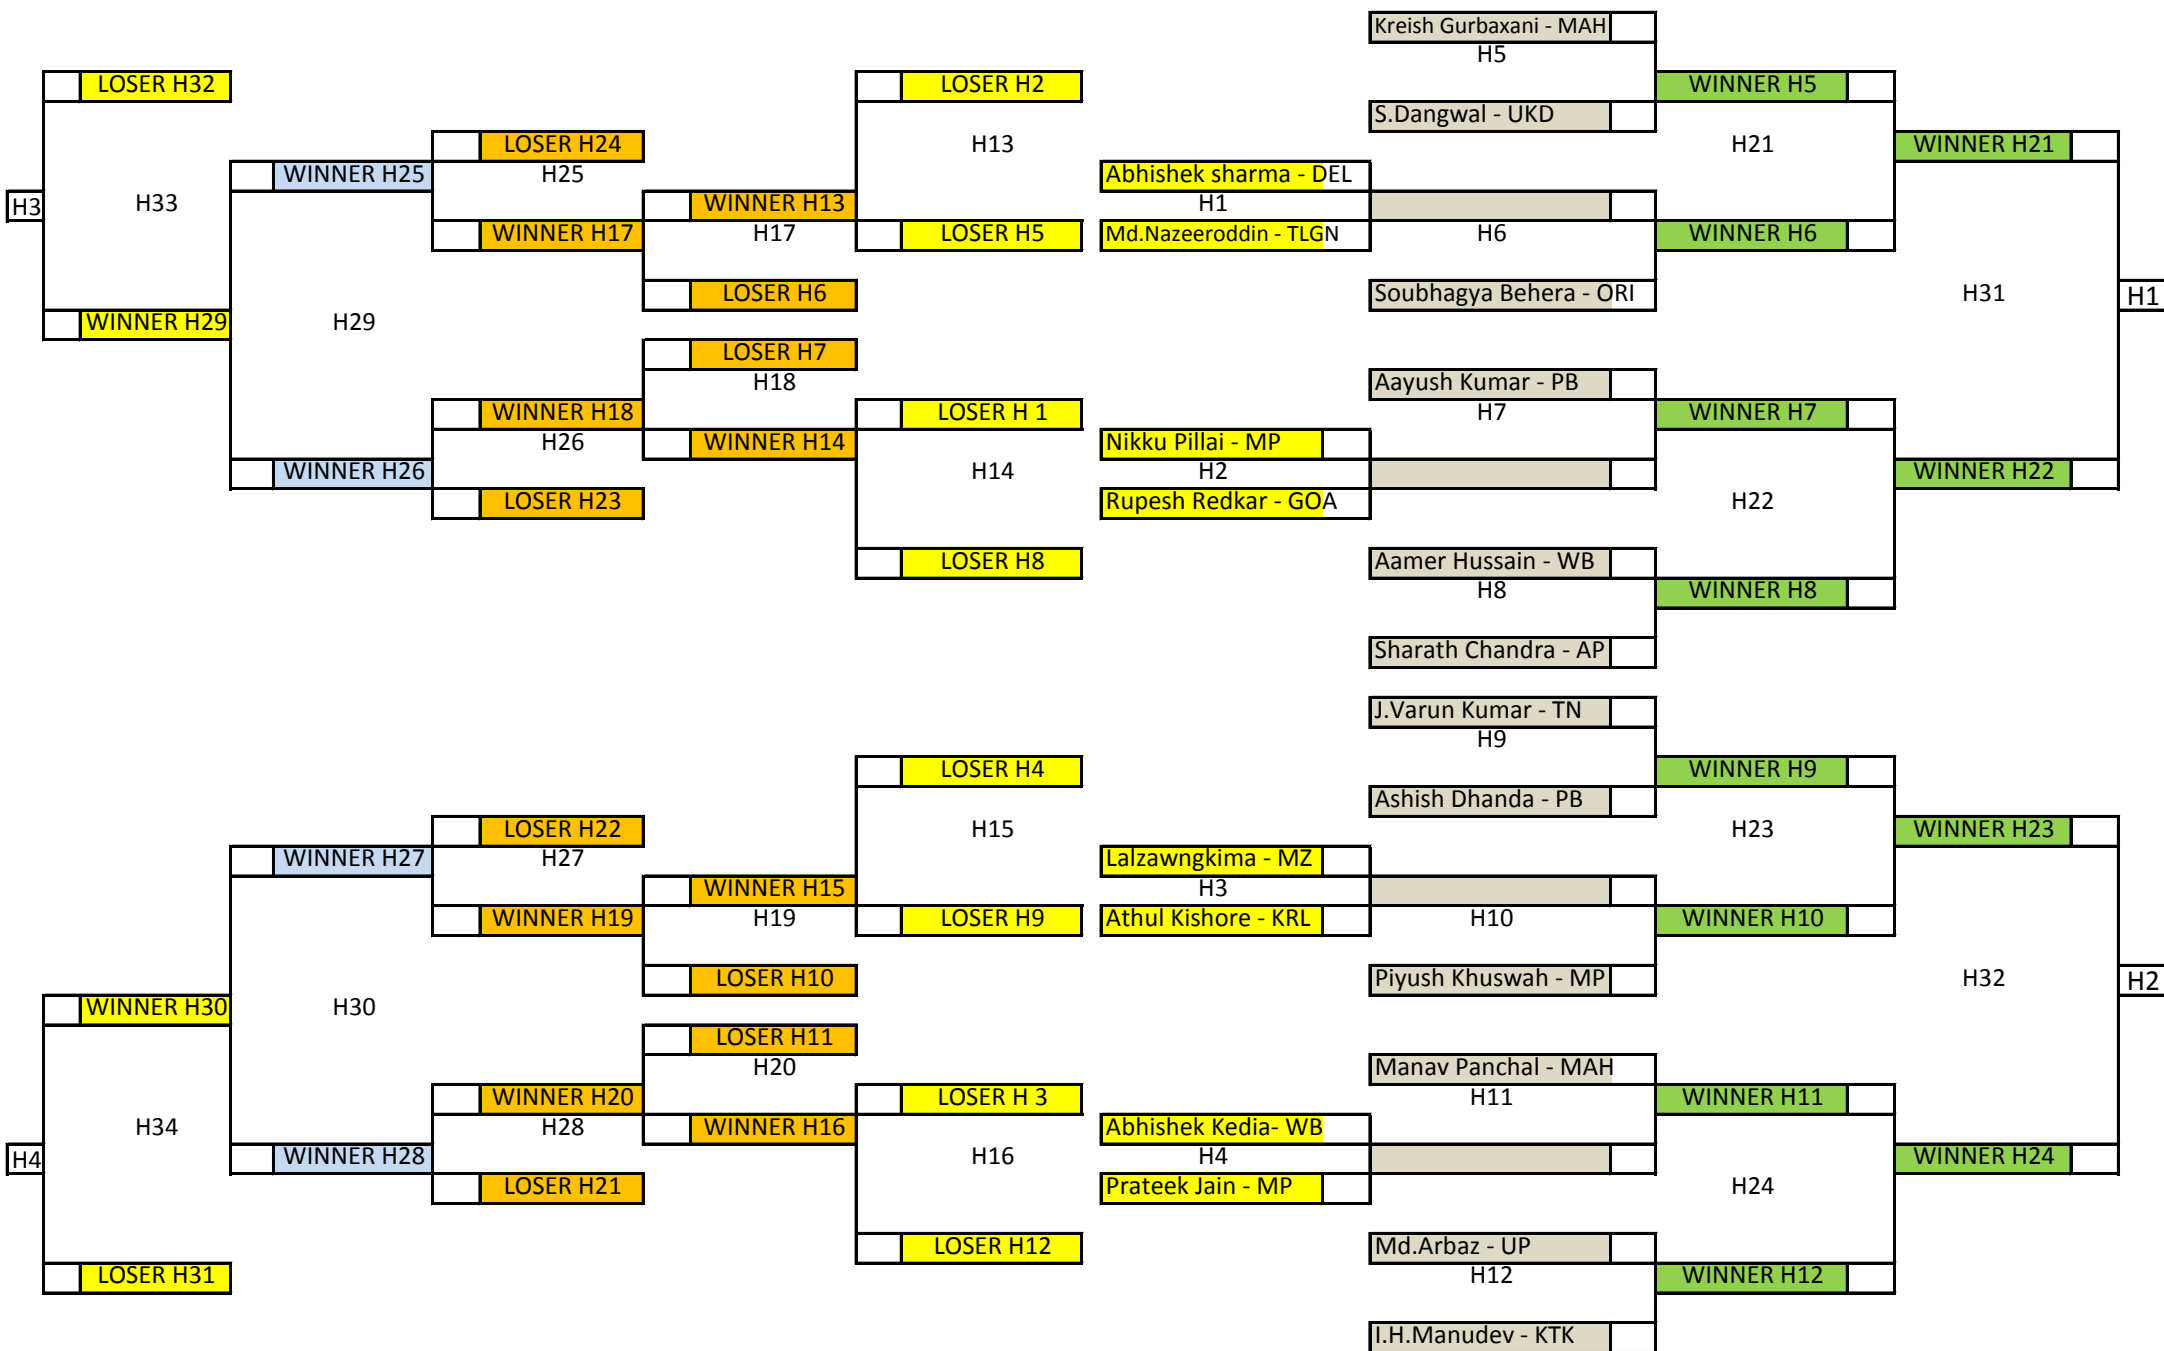 Kreish Gurbaxani - MAH
H5
LOSER H32
LOSER H2
WINNER H5
S.Dangwal - UKD
LOSER H24
H13
H21
WINNER H21
WINNER H25
H25
Abhishek sharma - DEL
H3
H33
WINNER H13
H1
WINNER H17
H17
LOSER H5
Md.Nazeeroddin - TLGN
H6
WINNER H6
LOSER H6
Soubhagya Behera - ORI
H31
H1
WINNER H29
H29
LOSER H7
H18
Aayush Kumar - PB
WINNER H18
LOSER H 1
H7
WINNER H7
H26
WINNER H14
Nikku Pillai - MP
WINNER H26
H14
H2
WINNER H22
LOSER H23
Rupesh Redkar - GOA
H22
LOSER H8
Aamer Hussain - WB
H8
WINNER H8
Sharath Chandra - AP
J.Varun Kumar - TN
H9
LOSER H4
WINNER H9
Ashish Dhanda - PB
LOSER H22
H15
H23
WINNER H23
WINNER H27
H27
Lalzawngkima - MZ
WINNER H15
H3
WINNER H19
H19
LOSER H9
Athul Kishore - KRL
H10
WINNER H10
LOSER H10
Piyush Khuswah - MP
H32
H2
WINNER H30
H30
LOSER H11
H20
Manav Panchal - MAH
WINNER H20
LOSER H 3
H11
WINNER H11
H34
H28
WINNER H16
Abhishek Kedia- WB
H4
WINNER H28
H16
H4
WINNER H24
LOSER H21
Prateek Jain - MP
H24
LOSER H12
Md.Arbaz - UP
LOSER H31
H12
WINNER H12
I.H.Manudev - KTK